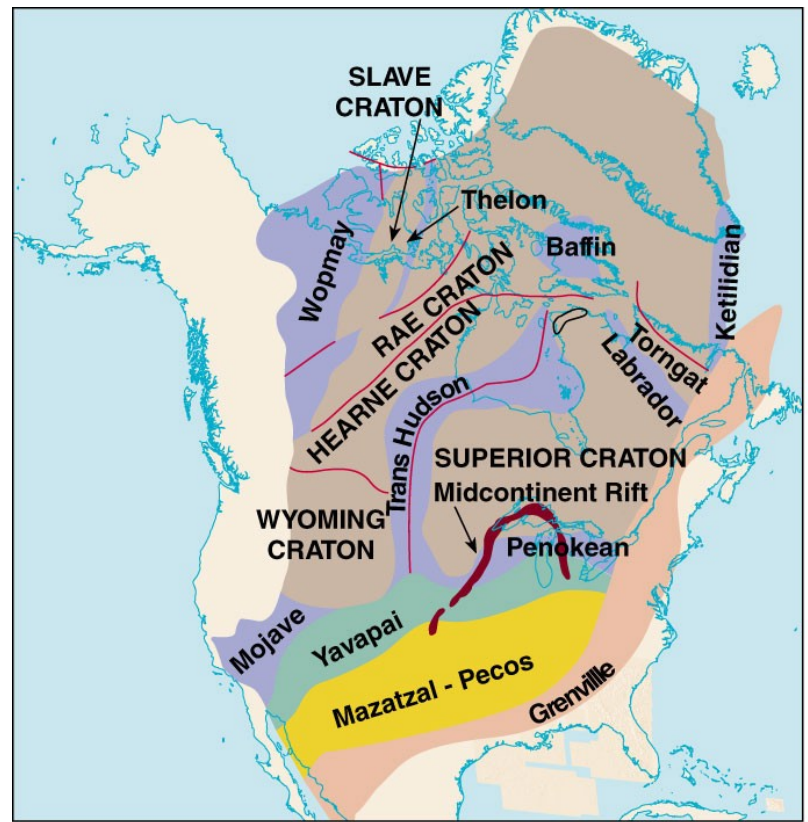 SLAVE
CRATON
Thelon
Baffin
Wopmay
Ketilidian
RAE CRATON
HEARNE CRATON
Torngat
Labrador
Trans Hudson
SUPERIOR CRATON
Midcontinent Rift
WYOMING
CRATON
Penokean
Mojave
Yavapai
Mazatzal - Pecos
Grenvillle